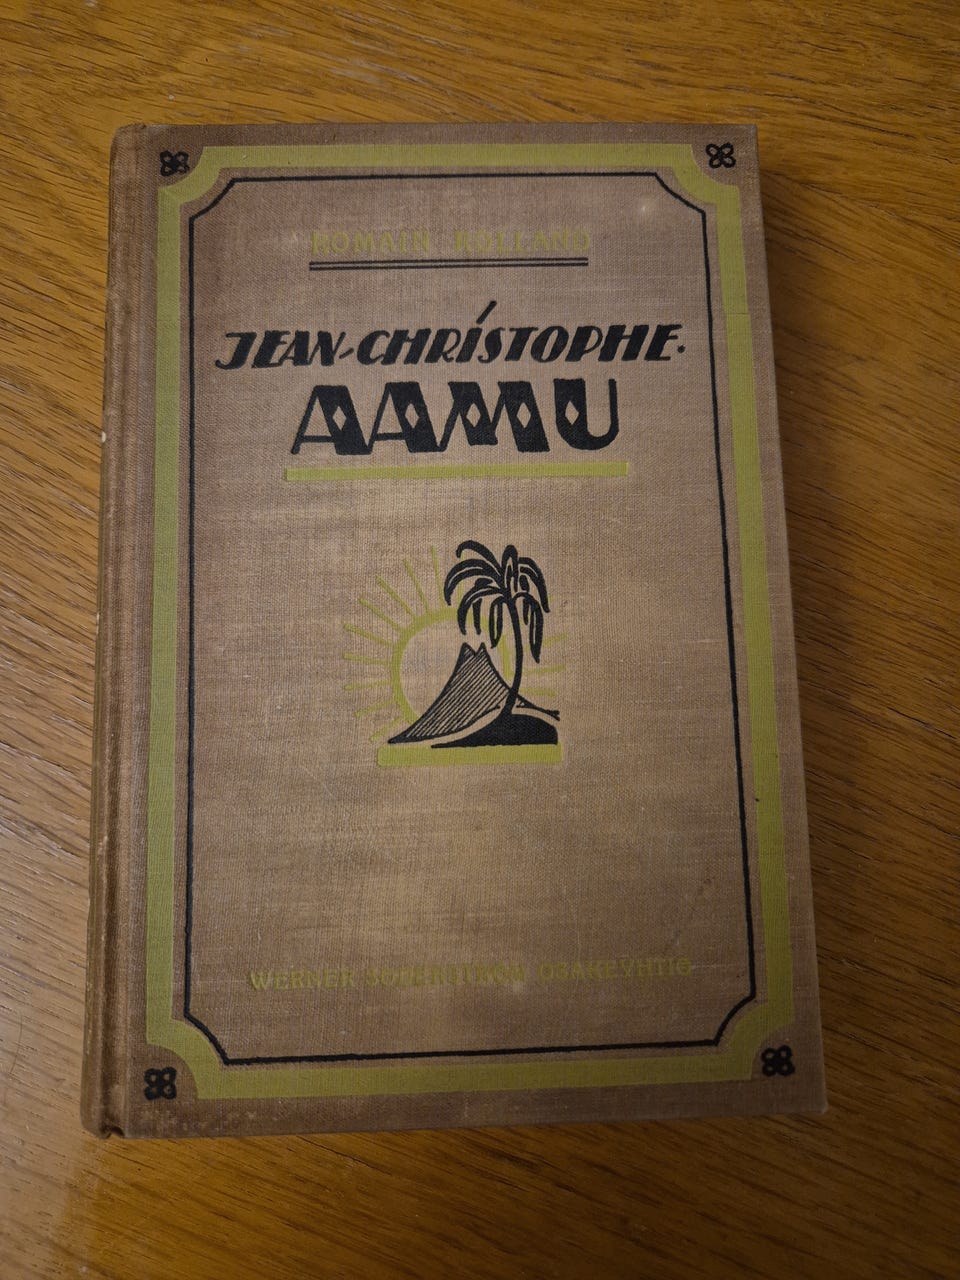 ROMAIN ROLLAND
JEAN-CHRISTOPHE.
AAMU
WERNER SÖDERSTRÖM OSAKEYHTIÖ